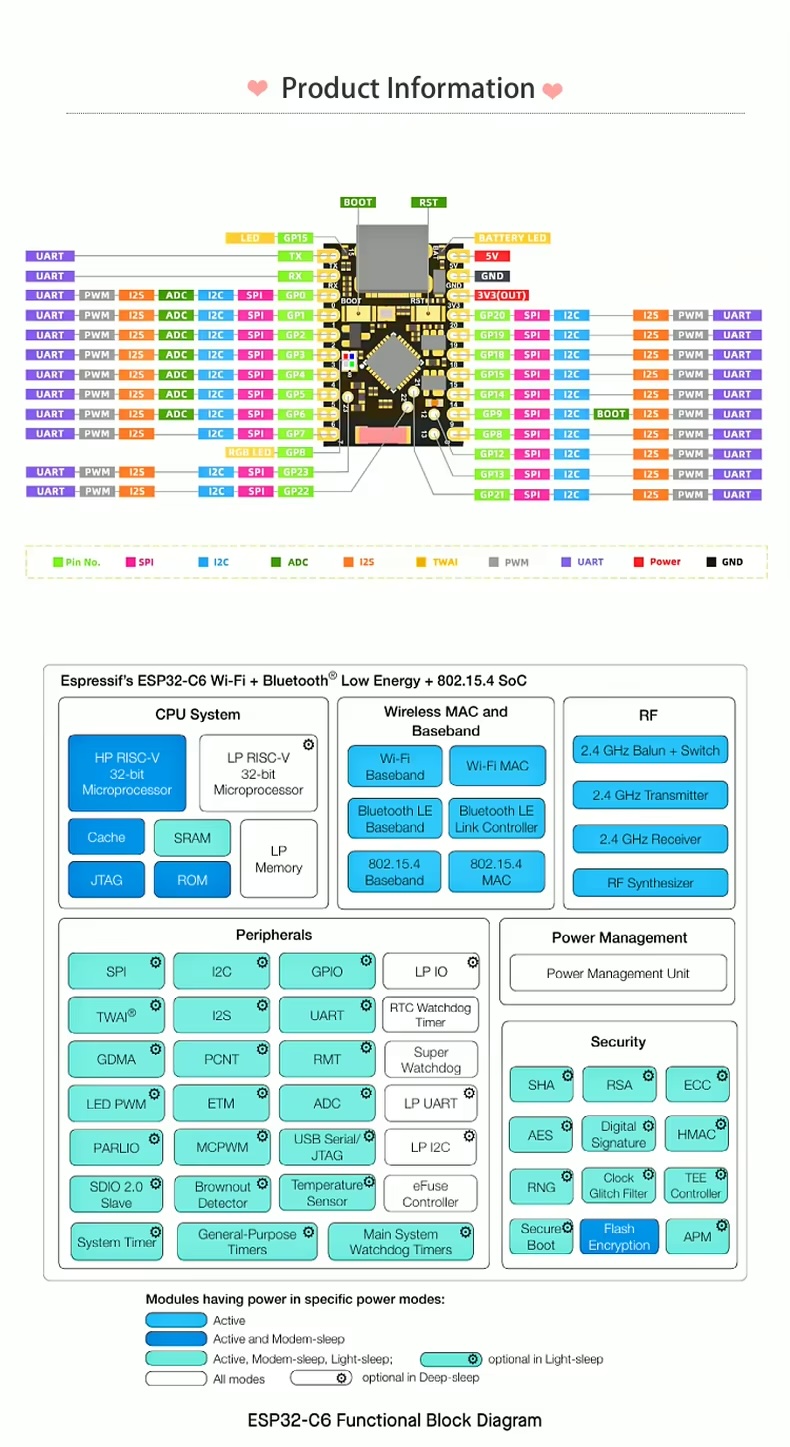 Product Information
BOOT RST
LED GP15 BATTERY LED
UART TX 5V
UART RX GND
UART PWM I2S ADC I2C SPI GP0 3V3(OUT)
UART PWM I2S ADC I2C SPI GP1 GP20 SPI I2C I2S PWM UART
UART PWM I2S ADC I2C SPI GP2 GP19 SPI I2C I2S PWM UART
UART PWM I2S ADC I2C SPI GP3 GP18 SPI I2C I2S PWM UART
UART PWM I2S ADC I2C SPI GP4 GP15 SPI I2C I2S PWM UART
UART PWM I2S ADC I2C SPI GP5 GP14 SPI I2C I2S PWM UART
UART PWM I2S ADC I2C SPI GP6 GP9 SPI I2C BOOT I2S PWM UART
UART PWM I2S I2C SPI GP7 GP8 SPI I2C I2S PWM UART
RGB LED GP8 GP12 SPI I2C I2S PWM UART
UART PWM I2S I2C SPI GP23 GP13 SPI I2C I2S PWM UART
UART PWM I2S I2C SPI GP22 GP21 SPI I2C I2S PWM UART
Pin No. SPI I2C ADC I2S TWAI PWM UART Power GND
Espressif's ESP32-C6 Wi-Fi + Bluetooth® Low Energy + 802.15.4 SoC
CPU System
HP RISC-V
32-bit
Microprocessor
LP RISC-V
32-bit
Microprocessor
Cache
SRAM
LP
Memory
JTAG
ROM
Wireless MAC and
Baseband
Wi-Fi
Baseband
Wi-Fi MAC
Bluetooth LE
Baseband
Bluetooth LE
Link Controller
802.15.4
Baseband
802.15.4
MAC
RF
2.4 GHz Balun + Switch
2.4 GHz Transmitter
2.4 GHz Receiver
RF Synthesizer
Peripherals
SPI
I2C
GPIO
LP IO
TWAI®
I2S
UART
RTC Watchdog
Timer
GDMA
PCNT
RMT
Super
Watchdog
LED PWM
ETM
ADC
LP UART
PARLIO
MCPWM
USB Serial/
JTAG
LP I2C
SDIO 2.0
Slave
Brownout
Detector
Temperature
Sensor
eFuse
Controller
System Timer
General-Purpose
Timers
Main System
Watchdog Timers
Power Management
Power Management Unit
Security
SHA
RSA
ECC
AES
Digital
Signature
HMAC
RNG
Clock
Glitch Filter
TEE
Controller
Secure
Boot
Flash
Encryption
APM
Modules having power in specific power modes:
Active
Active and Modem-sleep
Active, Modem-sleep, Light-sleep; optional in Light-sleep
All modes optional in Deep-sleep
ESP32-C6 Functional Block Diagram